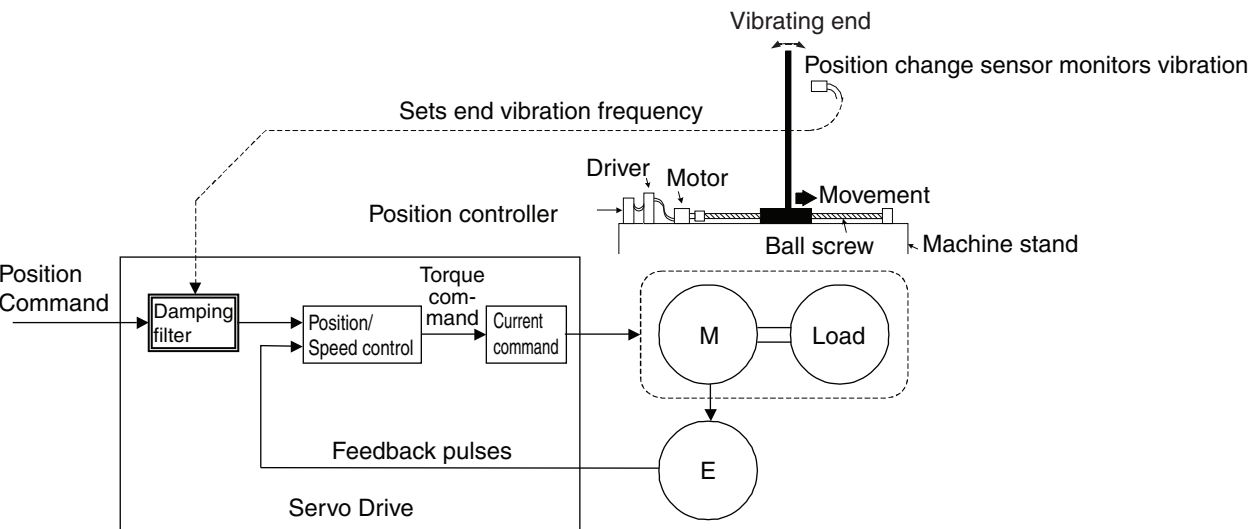 Vibrating end
Position change sensor monitors vibration
Sets end vibration frequency
Driver
Motor
Movement
Position controller
Ball screw
Machine stand
Position
Command
Damping
filter
Position/
Speed control
Torque
com-
mand
Current
command
M
Load
Feedback pulses
E
Servo Drive